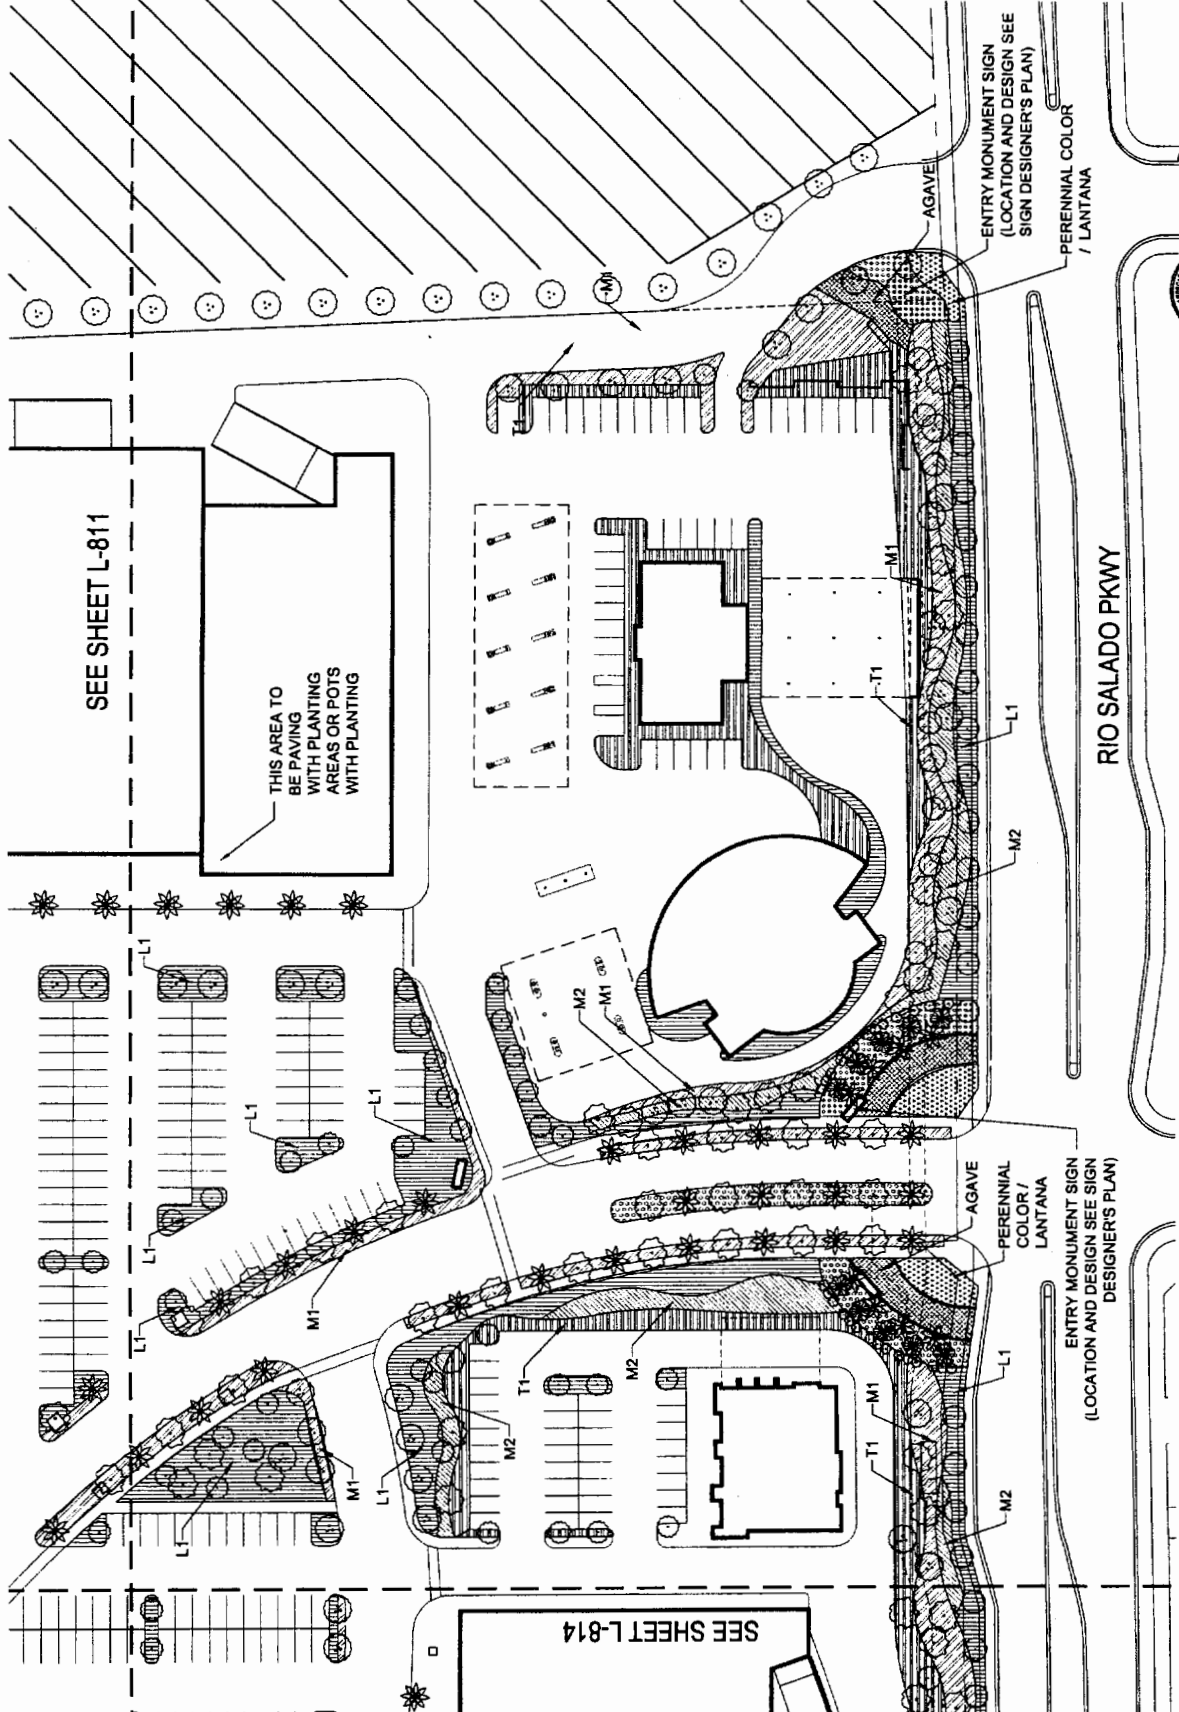 SEE SHEET L-811
THIS AREA TO
BE PAVING
WITH PLANTING
AREAS OR POTS
WITH PLANTING
M1
T1
AGAVE
ENTRY MONUMENT SIGN
(LOCATION AND DESIGN SEE
SIGN DESIGNER'S PLAN)
PERENNIAL COLOR
/ LANTANA
M1
T1
L1
M2
RIO SALADO PKWY
L1
L1
L1
L1
L1
M1
M2
M1
L1
M1
L1
M2
T1
M2
AGAVE
PERENNIAL
COLOR /
LANTANA
ENTRY MONUMENT SIGN
(LOCATION AND DESIGN SEE SIGN
DESIGNER'S PLAN)
L1
M1
T1
M2
SEE SHEET L-814